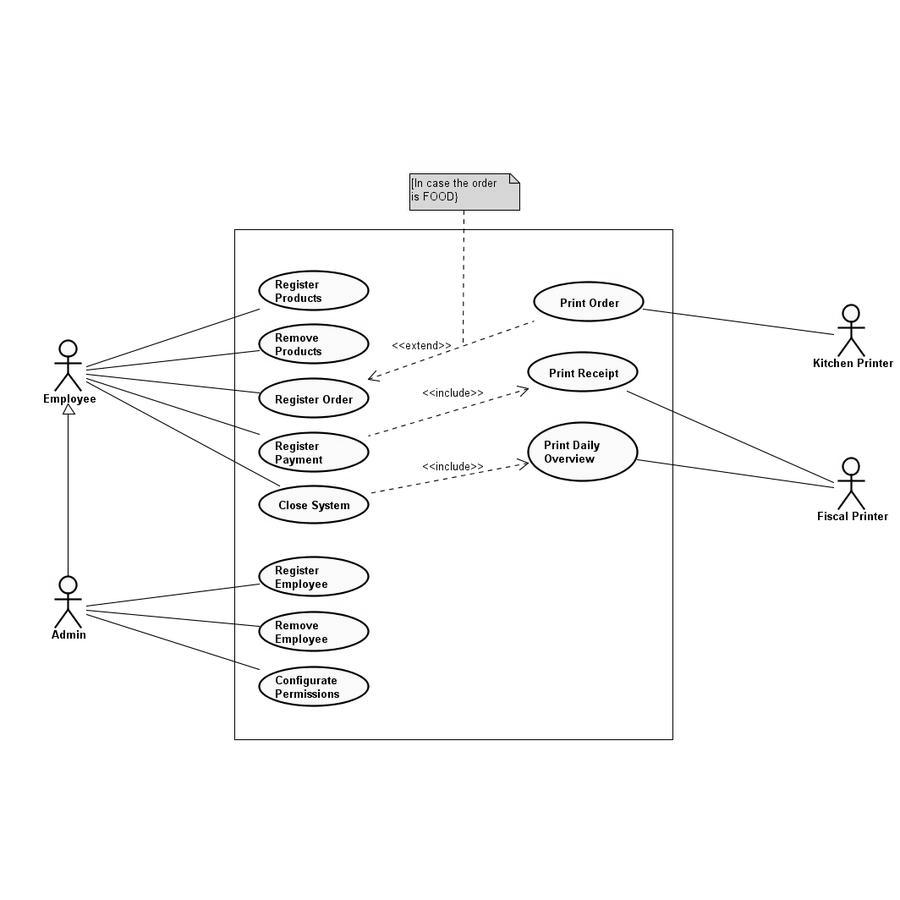 [In case the order
is FOOD}
Register
Products
Print Order
Remove
Products
<<extend>>
Kitchen Printer
Print Receipt
Employee
Register Order
<<include>>
Register
Payment
Print Daily
Overview
<<include>>
Close System
Fiscal Printer
Register
Employee
Admin
Remove
Employee
Configurate
Permissions